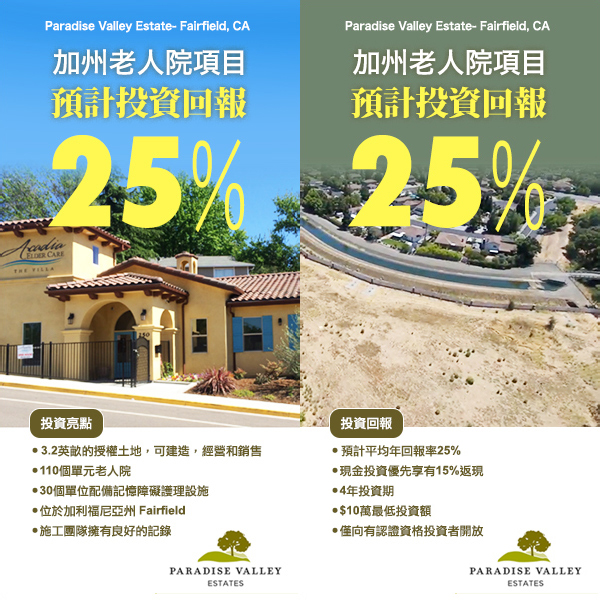 Paradise Valley Estate- Fairfield, CA
加州老人院項目
預計投資回報
25%
Acadia
ELDER CARE
THE VILLA
150
投資亮點
• 3.2英畝的授權土地，可建造，經營和銷售
• 110個單元老人院
• 30個單位配備記憶障礙護理設施
• 位於加利福尼亞州 Fairfield
• 施工團隊擁有良好的記錄
PARADISE VALLEY
ESTATES
Paradise Valley Estate- Fairfield, CA
加州老人院項目
預計投資回報
25%
投資回報
• 預計平均年回報率25%
• 現金投資優先享有15%返現
• 4年投資期
• $10萬最低投資額
• 僅向有認證資格投資者開放
PARADISE VALLEY
ESTATES